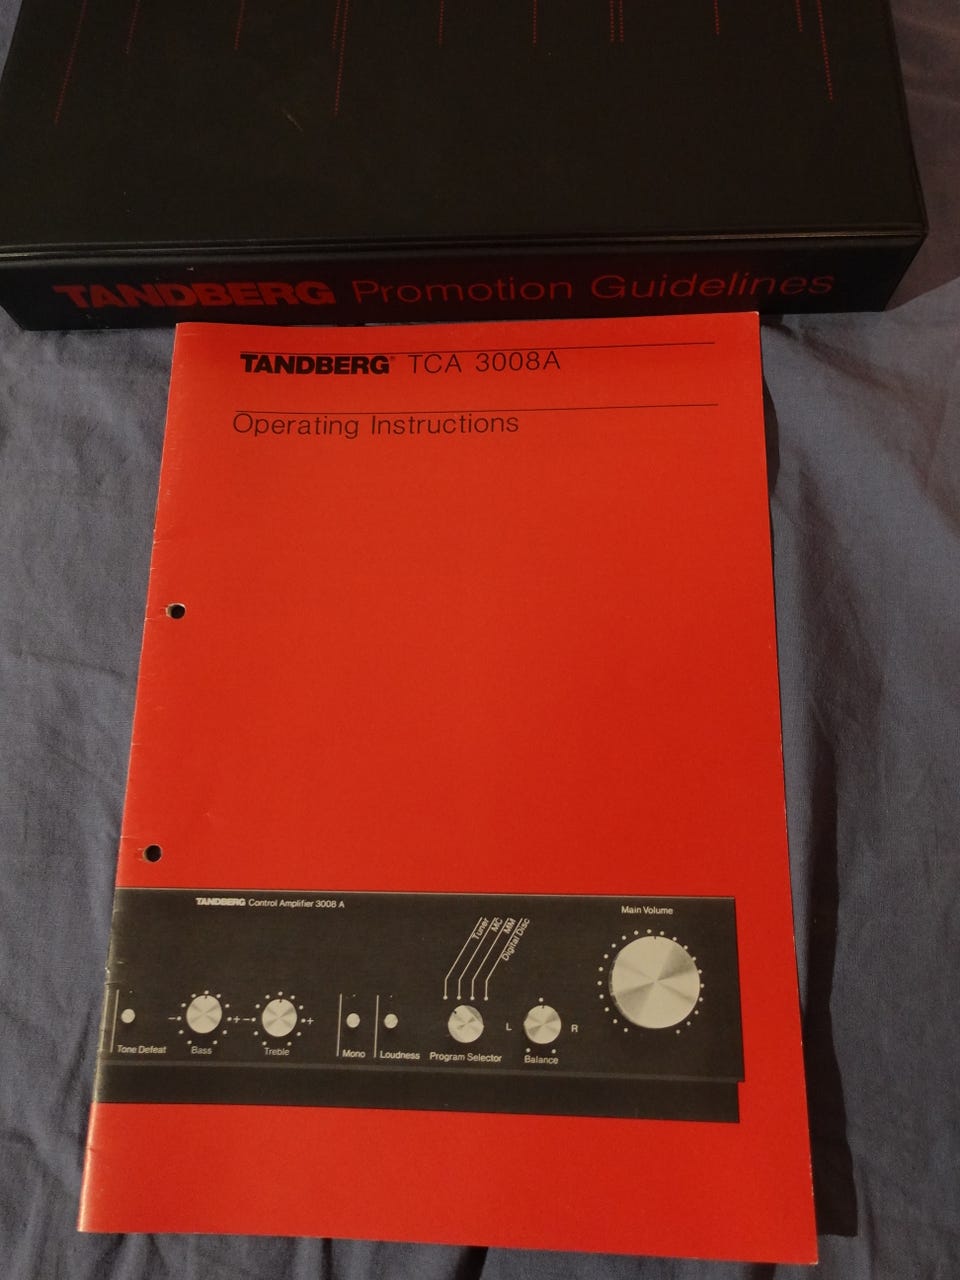 TANDBERG Promotion Guidelines
TANDBERG® TCA 3008A
Operating Instructions
TANDBERG Control Amplifier 3008 A
Main Volume
Tuner
MC
MM
Digital Disc
- + - +
L R
Tone Defeat Bass Treble Mono Loudness Program Selector Balance